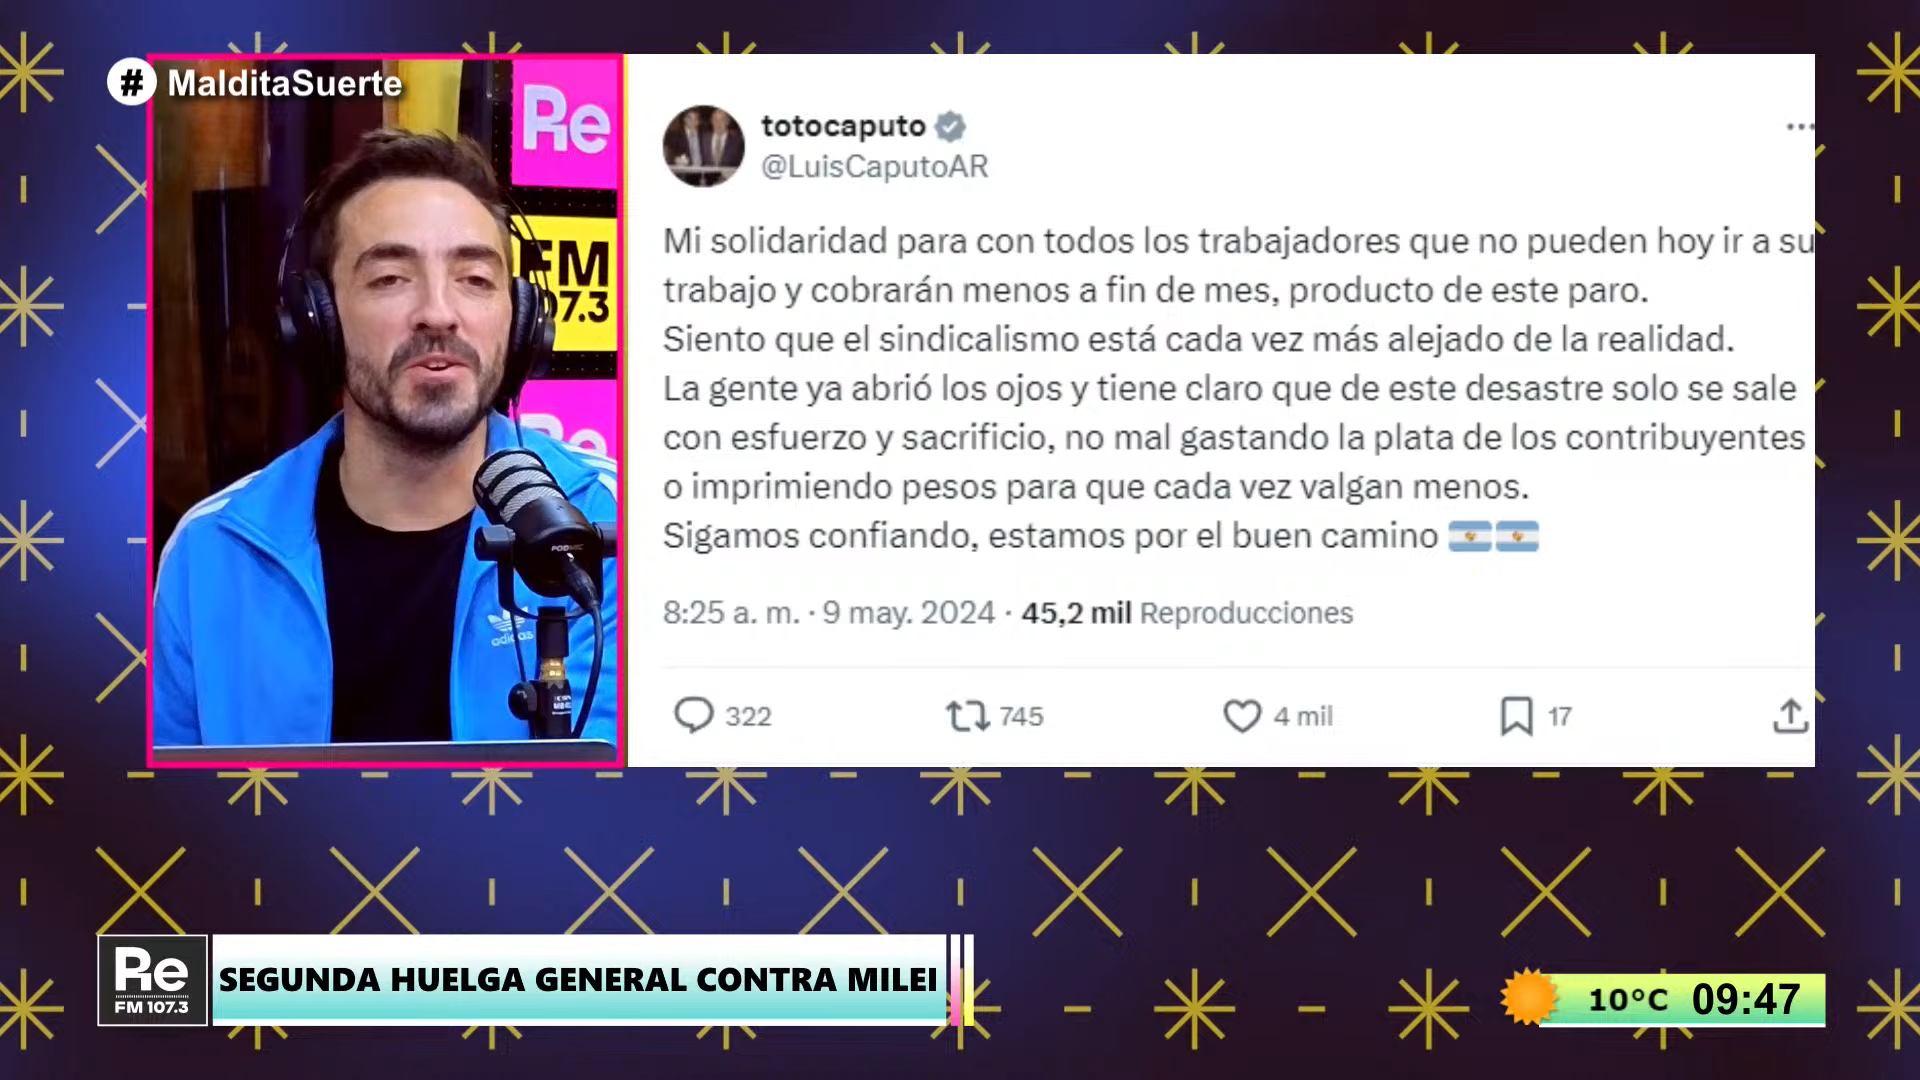 # MalditaSuerte
Re
FM
07.3
Re
PODMIC
adidas
totocaputo
@LuisCaputoAR
Mi solidaridad para con todos los trabajadores que no pueden hoy ir a su
trabajo y cobrarán menos a fin de mes, producto de este paro.
Siento que el sindicalismo está cada vez más alejado de la realidad.
La gente ya abrió los ojos y tiene claro que de este desastre solo se sale
con esfuerzo y sacrificio, no mal gastando la plata de los contribuyentes
o imprimiendo pesos para que cada vez valgan menos.
Sigamos confiando, estamos por el buen camino 🇦🇷🇦🇷
8:25 a. m. · 9 may. 2024 · 45,2 mil Reproducciones
322 745 4 mil 17
Re
FM 107.3
SEGUNDA HUELGA GENERAL CONTRA MILEI
10°C 09:47